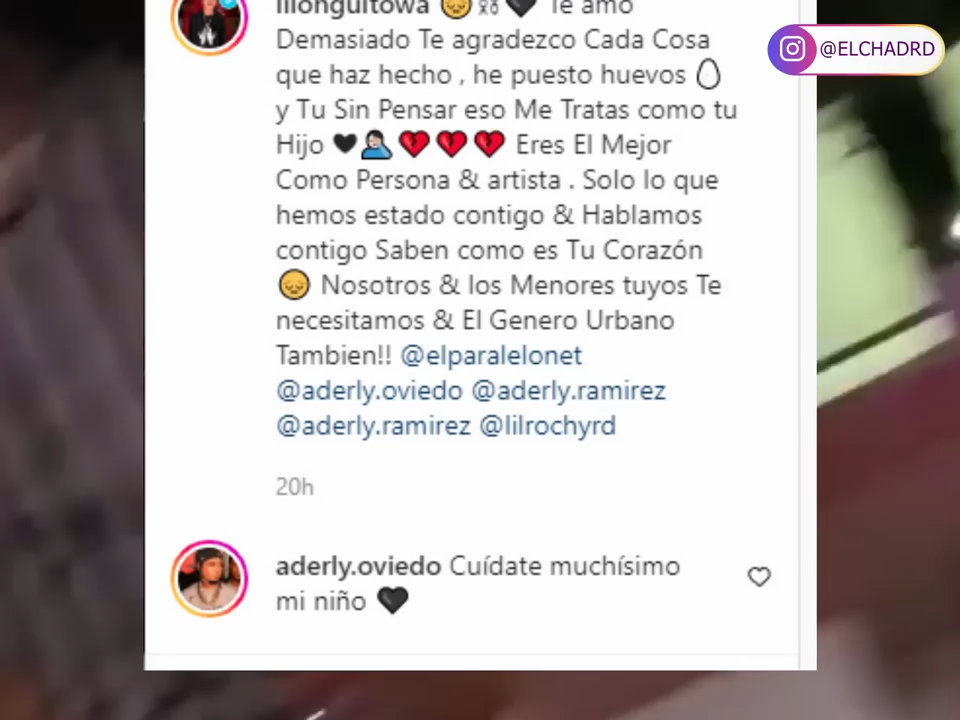 lilonguitowa 😞👯🖤 Te amo
@ELCHADRD
Demasiado Te agradezco Cada Cosa
que haz hecho , he puesto huevos 🥚
y Tu Sin Pensar eso Me Tratas como tu
Hijo 🖤🤦💔💔💔 Eres El Mejor
Como Persona & artista . Solo lo que
hemos estado contigo & Hablamos
contigo Saben como es Tu Corazón
😞 Nosotros & los Menores tuyos Te
necesitamos & El Genero Urbano
Tambien!! @elparalelonet
@aderly.oviedo @aderly.ramirez
@aderly.ramirez @lilrochyrd
20h
aderly.oviedo Cuídate muchísimo
mi niño 🖤